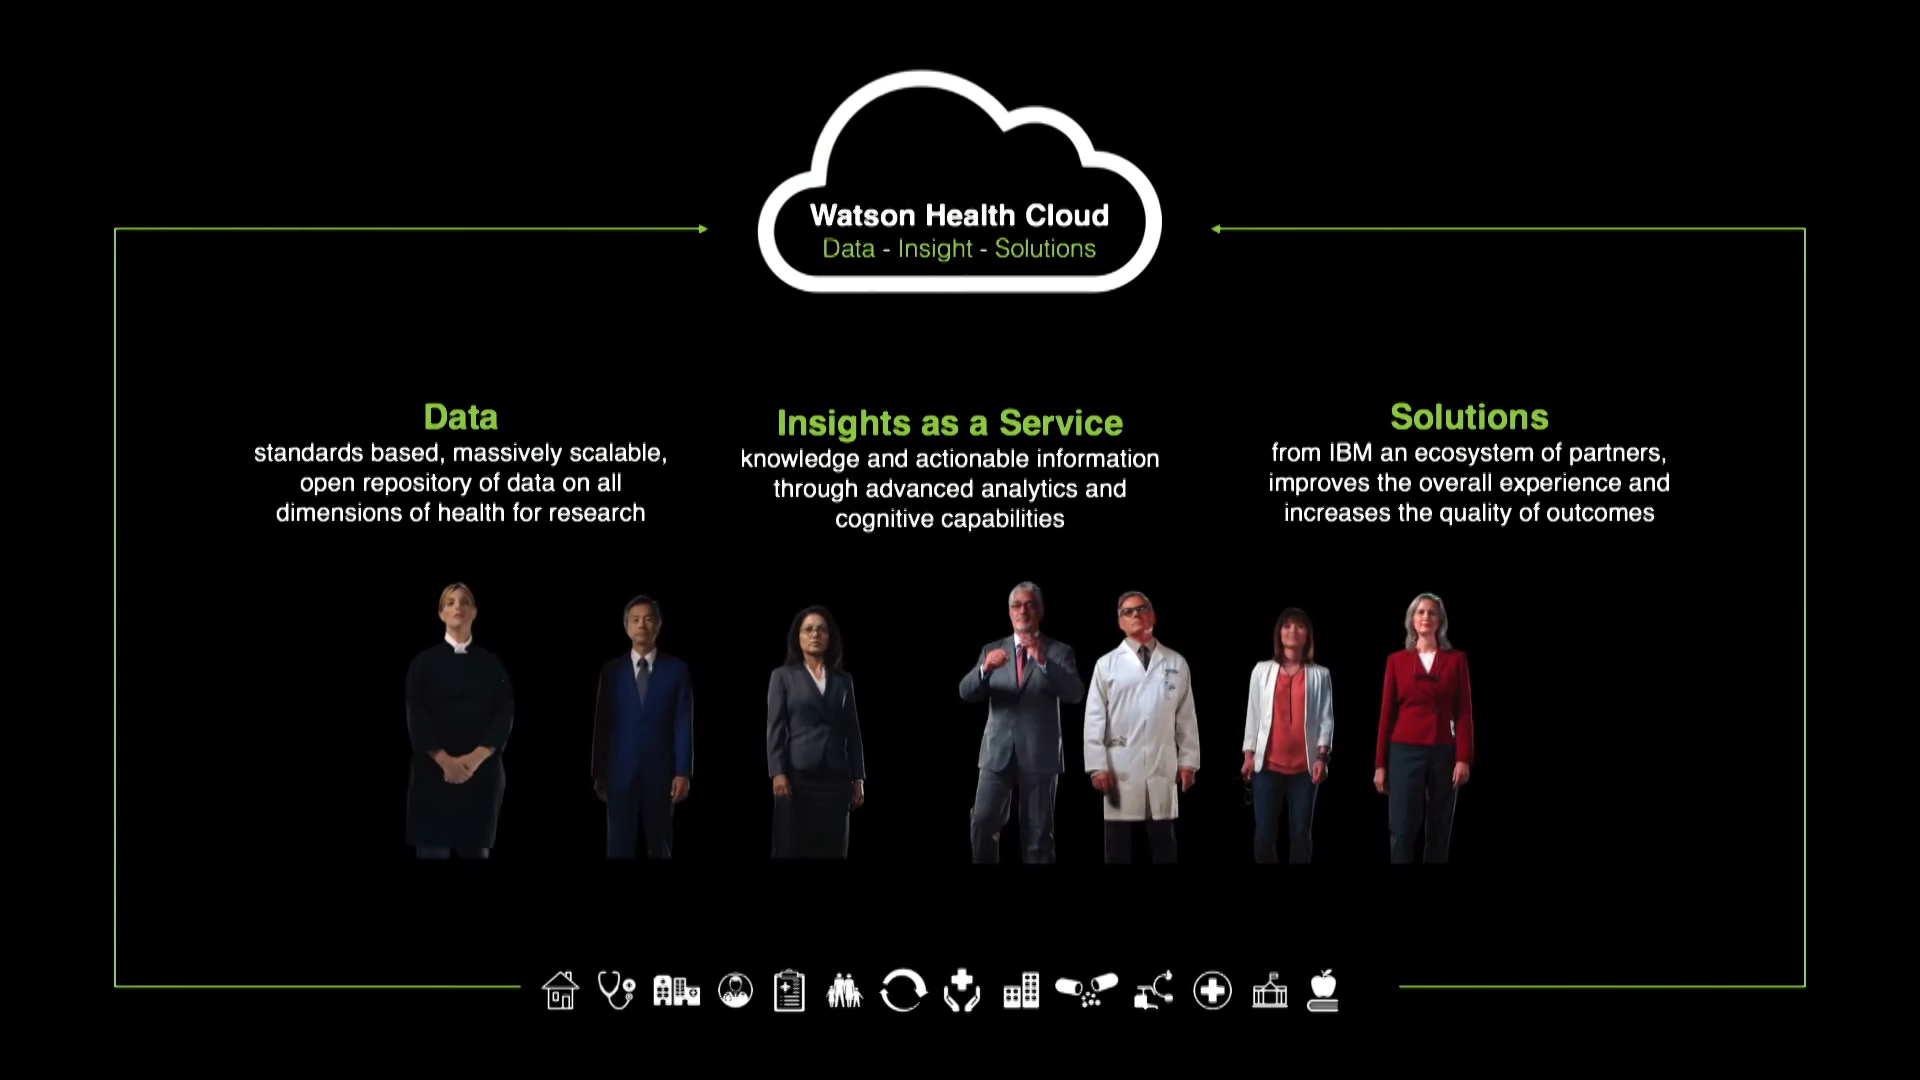 Watson Health Cloud
Data - Insight - Solutions
Data
standards based, massively scalable,
open repository of data on all
dimensions of health for research
Insights as a Service
knowledge and actionable information
through advanced analytics and
cognitive capabilities
Solutions
from IBM an ecosystem of partners,
improves the overall experience and
increases the quality of outcomes